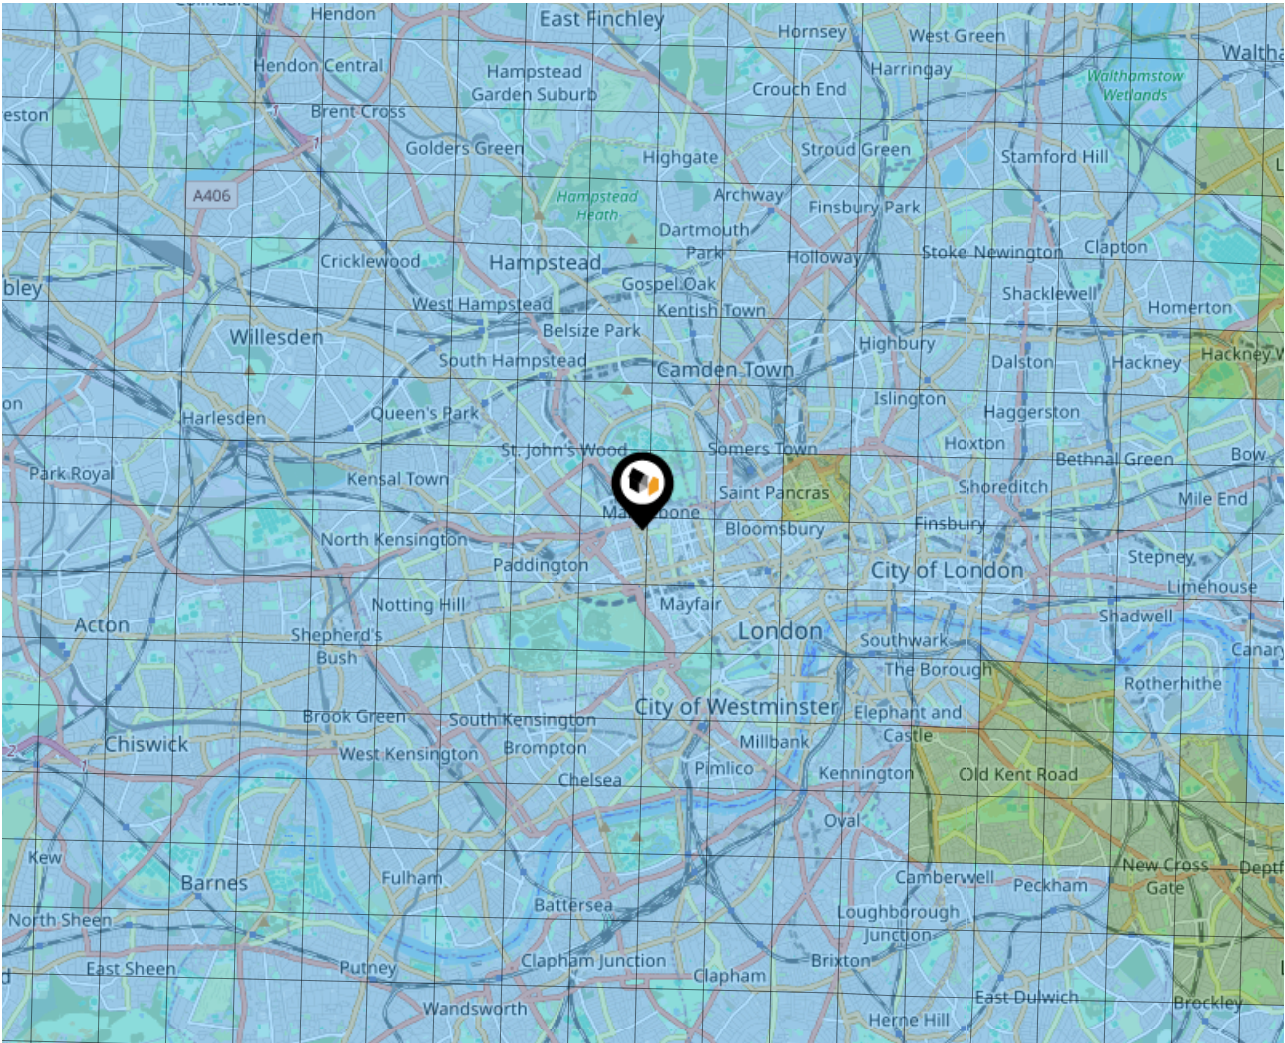 Hendon
East Finchley
Hornsey
West Green
Hendon Central
Hampstead
Garden Suburb
Harringay
Walthamstow
Wetlands
Crouch End
Brent Cross
Golders Green
Highgate
Stroud Green
Stamford Hill
A406
Hampstead
Heath
Archway
Finsbury Park
Dartmouth
Park
Cricklewood
Hampstead
Holloway
Stoke Newington
Clapton
bley
Gospel Oak
Shacklewell
West Hampstead
Kentish Town
Homerton
Willesden
Belsize Park
Highbury
South Hampstead
Camden Town
Dalston
Hackney
Hackney W
on
Harlesden
Queen's Park
Islington
Haggerston
St. John's Wood
Somers Town
Hoxton
Bethnal Green
Bow
Park Royal
Kensal Town
Saint Pancras
Shoreditch
Mile End
Bloomsbury
Finsbury
North Kensington
Paddington
City of London
Stepney
Limehouse
Notting Hill
Mayfair
Shadwell
Acton
Shepherd's
Bush
London
Southwark
Canary
The Borough
Rotherhithe
Brook Green
South Kensington
City of Westminster
Elephant and
Castle
Chiswick
West Kensington
Brompton
Millbank
2
1
Chelsea
Pimlico
Kennington
Old Kent Road
Oval
Kew
Barnes
Fulham
Camberwell
Peckham
New Cross
Gate
Deptf
North Sheen
Battersea
Loughborough
Junction
East Sheen
Putney
Clapham Junction
Clapham
Brixton
Wandsworth
East Dulwich
Brockley
Herne Hill